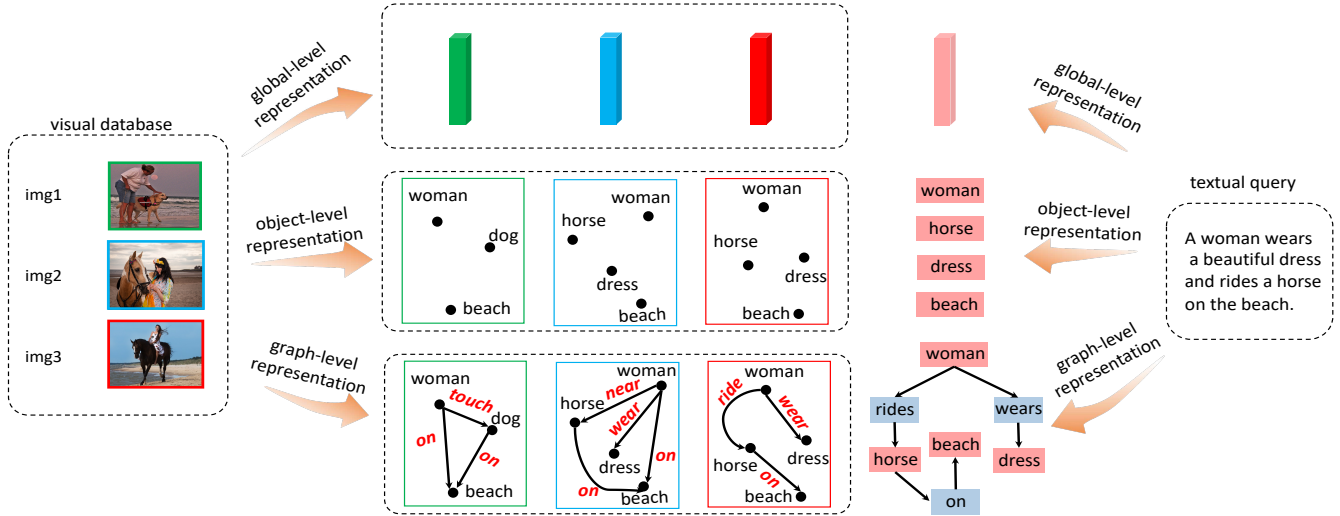 global-level
representation
global-level
representation
visual database
img1
img2
img3
object-level
representation
woman
dog
beach
horse
woman
dress
beach
woman
horse
dress
beach
woman
horse
dress
beach
object-level
representation
textual query
A woman wears
a beautiful dress
and rides a horse
on the beach.
graph-level
representation
woman
touch
dog
on
on
beach
woman
near
horse
wear
dress
on
on
beach
woman
ride
wear
horse
dress
on
beach
woman
rides
wears
horse
beach
dress
on
graph-level
representation